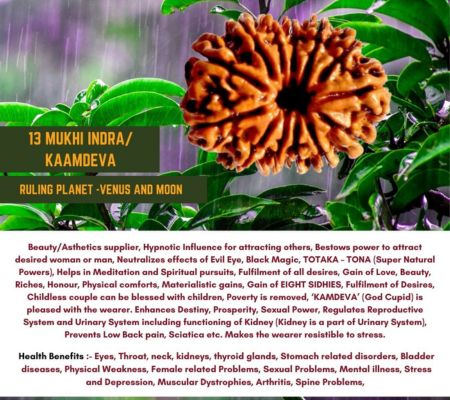 13 MUKHI INDRA/
KAAMDEVA
RULING PLANET -VENUS AND MOON
Beauty/Asthetics supplier, Hypnotic Influence for attracting others, Bestows power to attract
desired woman or man, Neutralizes effects of Evil Eye, Black Magic, TOTAKA - TONA (Super Natural
Powers), Helps in Meditation and Spiritual pursuits, Fulfilment of all desires, Gain of Love, Beauty,
Riches, Honour, Physical comforts, Materialistic gains, Gain of EIGHT SIDHIES, Fulfilment of Desires,
Childless couple can be blessed with children, Poverty is removed, 'KAMDEVA' (God Cupid) is
pleased with the wearer. Enhances Destiny, Prosperity, Sexual Power, Regulates Reproductive
System and Urinary System including functioning of Kidney (Kidney is a part of Urinary System),
Prevents Low Back pain, Sciatica etc. Makes the wearer resistible to stress.
Health Benefits :- Eyes, Throat, neck, kidneys, thyroid glands, Stomach related disorders, Bladder
diseases, Physical Weakness, Female related Problems, Sexual Problems, Mental illness, Stress
and Depression, Muscular Dystrophies, Arthritis, Spine Problems,